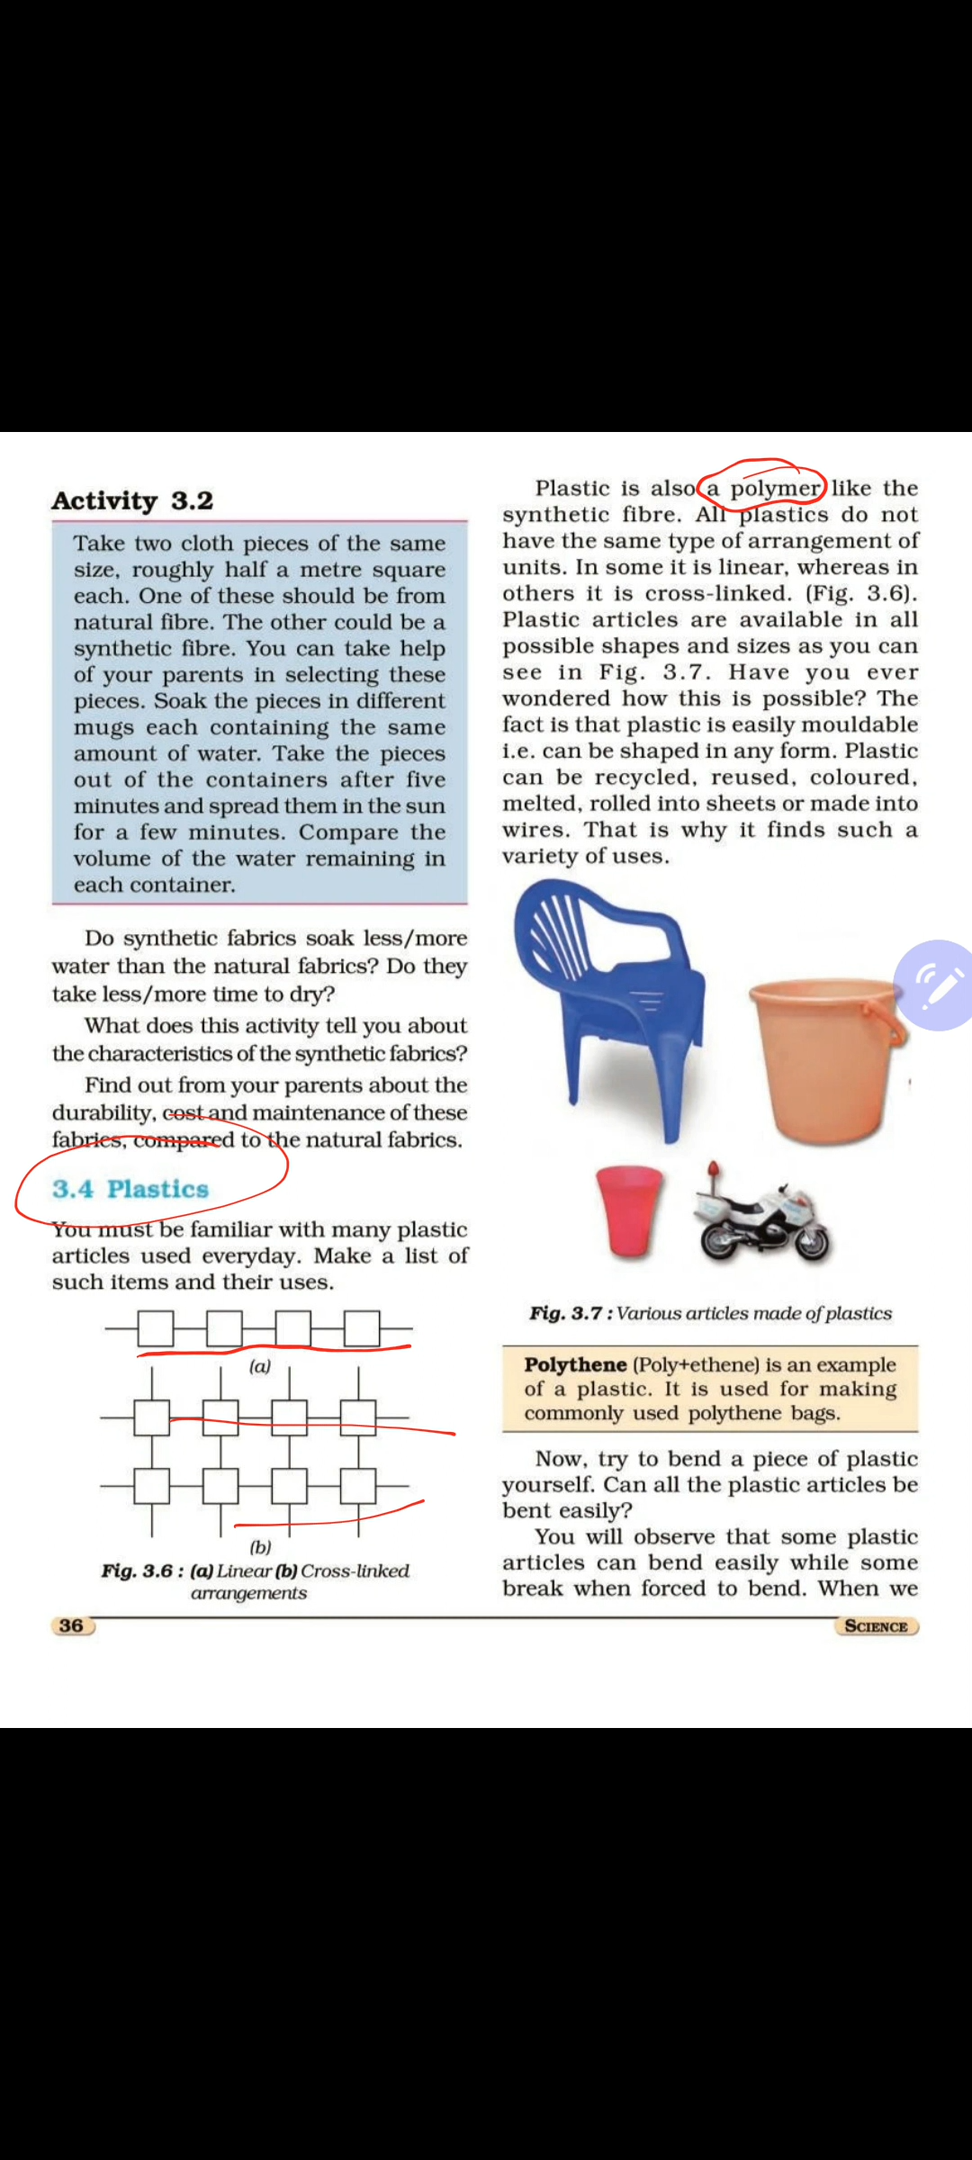 Activity 3.2
Take two cloth pieces of the same
size, roughly half a metre square
each. One of these should be from
natural fibre. The other could be a
synthetic fibre. You can take help
of your parents in selecting these
pieces. Soak the pieces in different
mugs each containing the same
amount of water. Take the pieces
out of the containers after five
minutes and spread them in the sun
for a few minutes. Compare the
volume of the water remaining in
each container.
Do synthetic fabrics soak less/more
water than the natural fabrics? Do they
take less/more time to dry?
What does this activity tell you about
the characteristics of the synthetic fabrics?
Find out from your parents about the
durability, cost and maintenance of these
fabrics, compared to the natural fabrics.
3.4 Plastics
You must be familiar with many plastic
articles used everyday. Make a list of
such items and their uses.
(a)
(b)
Fig. 3.6 : (a) Linear (b) Cross-linked
arrangements
Plastic is also a polymer like the
synthetic fibre. All plastics do not
have the same type of arrangement of
units. In some it is linear, whereas in
others it is cross-linked. (Fig. 3.6).
Plastic articles are available in all
possible shapes and sizes as you can
see in Fig. 3.7. Have you ever
wondered how this is possible? The
fact is that plastic is easily mouldable
i.e. can be shaped in any form. Plastic
can be recycled, reused, coloured,
melted, rolled into sheets or made into
wires. That is why it finds such a
variety of uses.
Fig. 3.7 : Various articles made of plastics
Polythene (Poly+ethene) is an example
of a plastic. It is used for making
commonly used polythene bags.
Now, try to bend a piece of plastic
yourself. Can all the plastic articles be
bent easily?
You will observe that some plastic
articles can bend easily while some
break when forced to bend. When we
36
SCIENCE